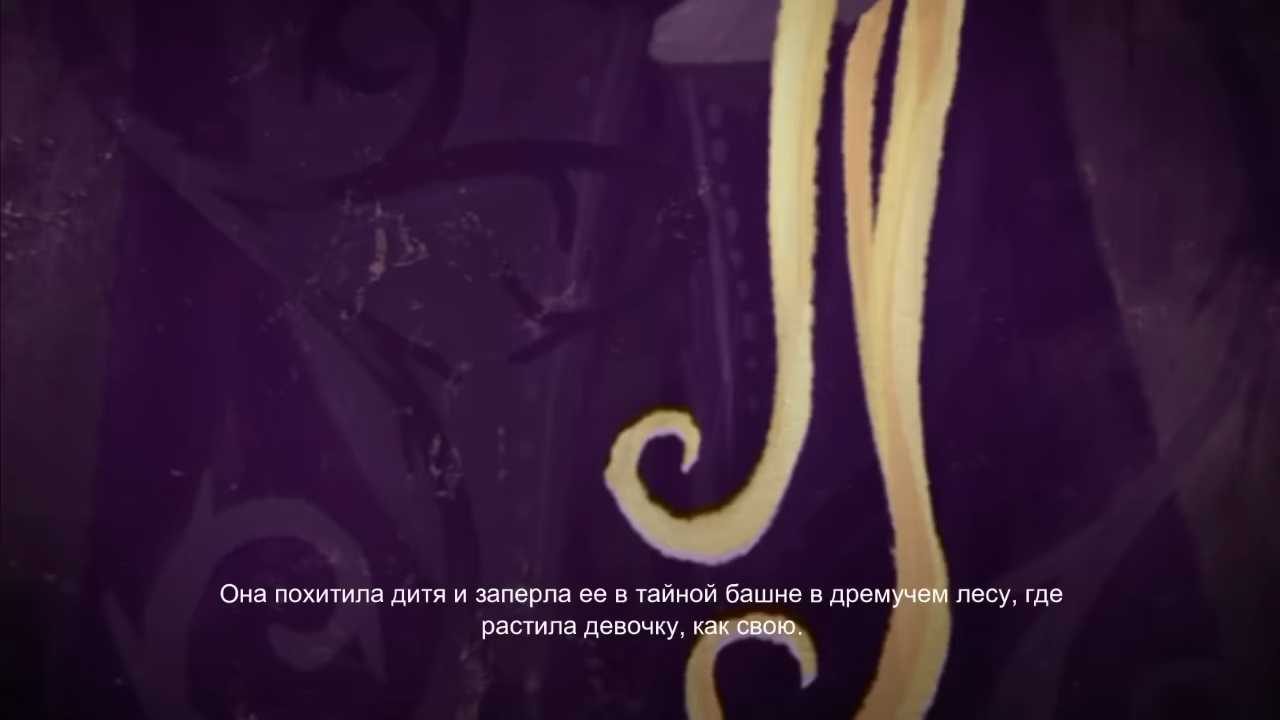 Она похитила дитя и заперла ее в тайной башне в дремучем лесу, где
растила девочку, как свою.